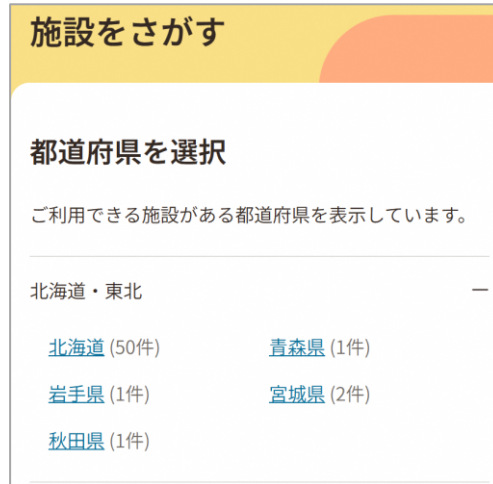 施設をさがす
都道府県を選択
ご利用できる施設がある都道府県を表示しています。
北海道・東北
北海道 (50件) 青森県 (1件)
岩手県 (1件) 宮城県 (2件)
秋田県 (1件)